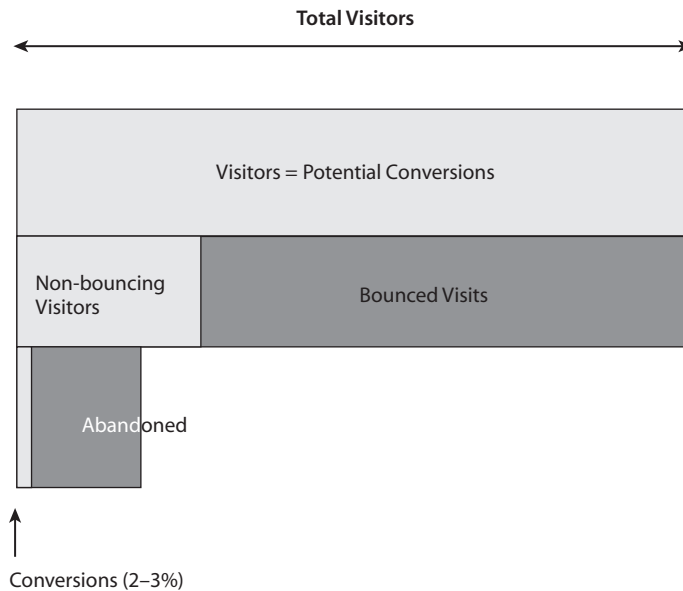 Total Visitors
Visitors = Potential Conversions
Non-bouncing
Visitors
Bounced Visits
Abandoned
Conversions (2–3%)